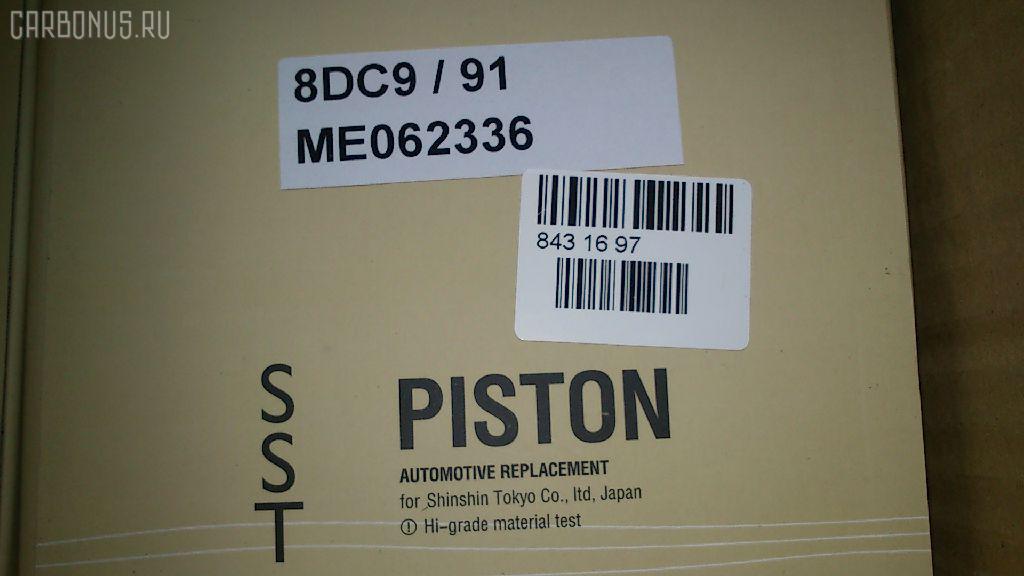 CARBONUS.RU
8DC9 / 91
ME062336
843 16 97
SST
PISTON
AUTOMOTIVE REPLACEMENT
for Shinshin Tokyo Co., ltd, Japan
! Hi-grade material test